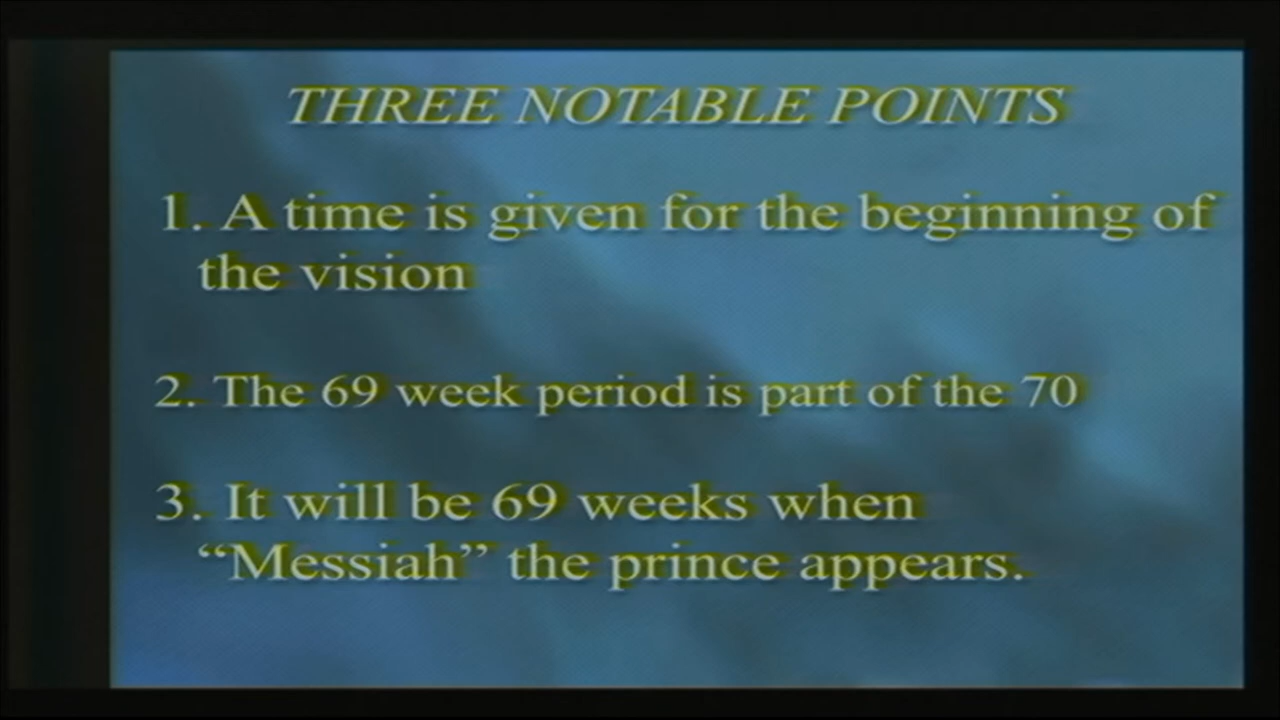 THREE NOTABLE POINTS
1. A time is given for the beginning of
the vision
2. The 69 week period is part of the 70
3. It will be 69 weeks when
“Messiah” the prince appears.